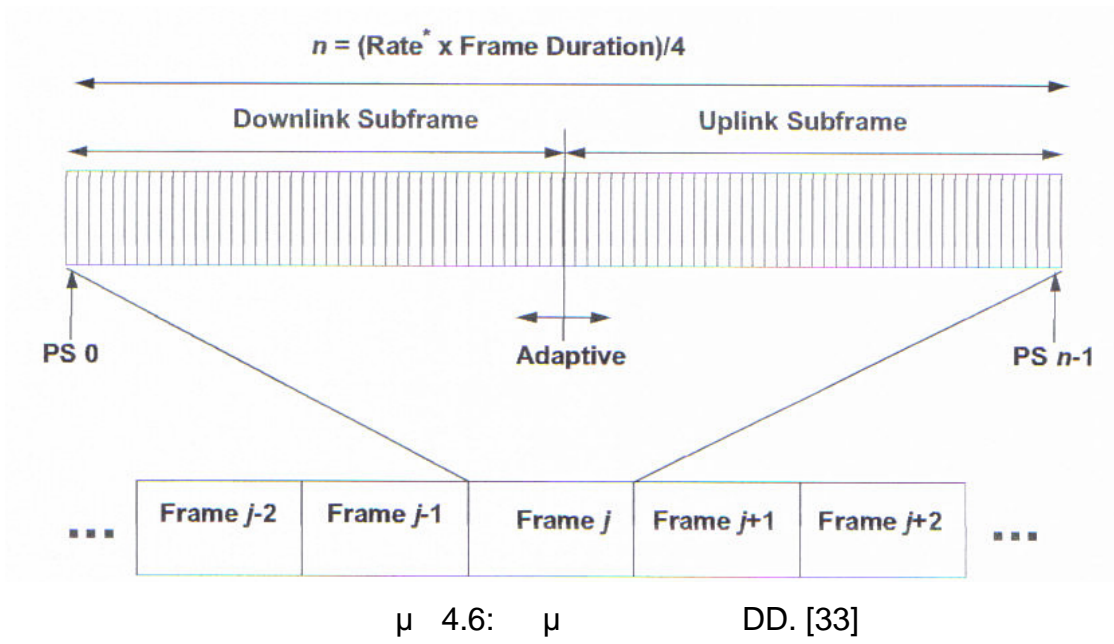 n = (Rate* x Frame Duration)/4
Downlink Subframe Uplink Subframe
PS 0 Adaptive PS n-1
... Frame j-2 Frame j-1 Frame j Frame j+1 Frame j+2 ...
μ 4.6: μ DD. [33]